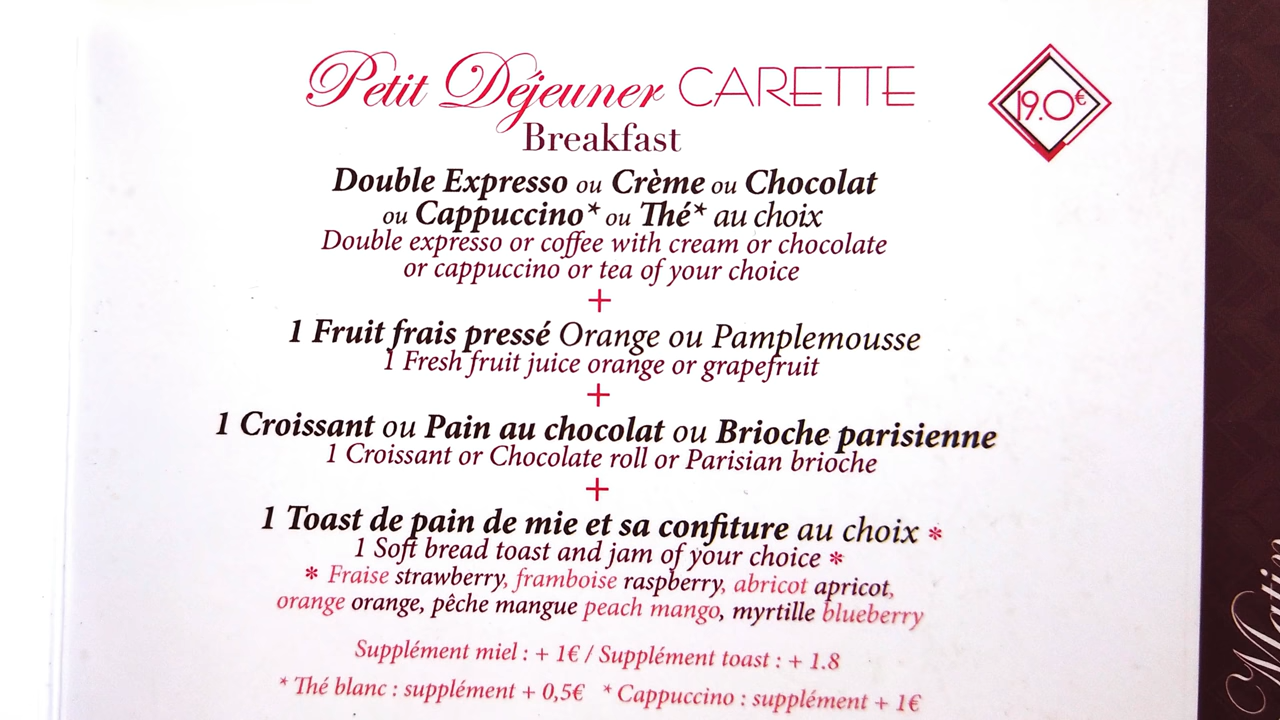 Petit Déjeuner CARETTE
19.0€
Breakfast
Double Expresso ou Crème ou Chocolat
ou Cappuccino* ou Thé* au choix
Double expresso or coffee with cream or chocolate
or cappuccino or tea of your choice
+
1 Fruit frais pressé Orange ou Pamplemousse
1 Fresh fruit juice orange or grapefruit
+
1 Croissant ou Pain au chocolat ou Brioche parisienne
1 Croissant or Chocolate roll or Parisian brioche
+
1 Toast de pain de mie et sa confiture au choix *
1 Soft bread toast and jam of your choice *
* Fraise strawberry, framboise raspberry, abricot apricot,
orange orange, pêche mangue peach mango, myrtille blueberry
Supplément miel : + 1€ / Supplément toast : + 1.8
* Thé blanc : supplément + 0,5€ * Cappuccino : supplément + 1€
Matin